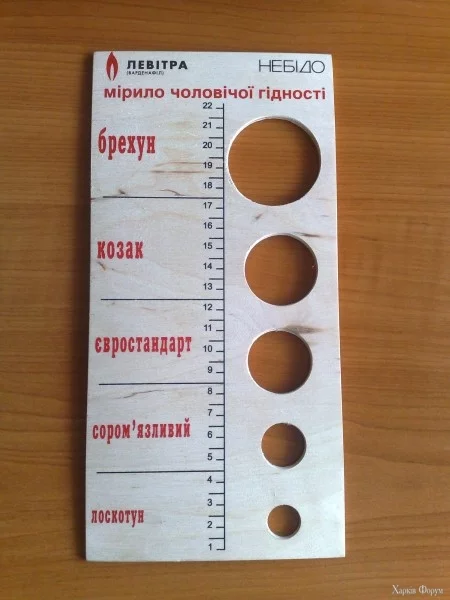 ЛЕВІТРА
(ВАРДЕНАФІЛ)
НЕБІДО
мірило чоловічої гідності
22
21
брехун
20
19
18
17
16
козак
15
14
13
12
11
євростандарт
10
9
8
7
сором'язливий
6
5
4
3
лоскотун
2
1
Харків Форум